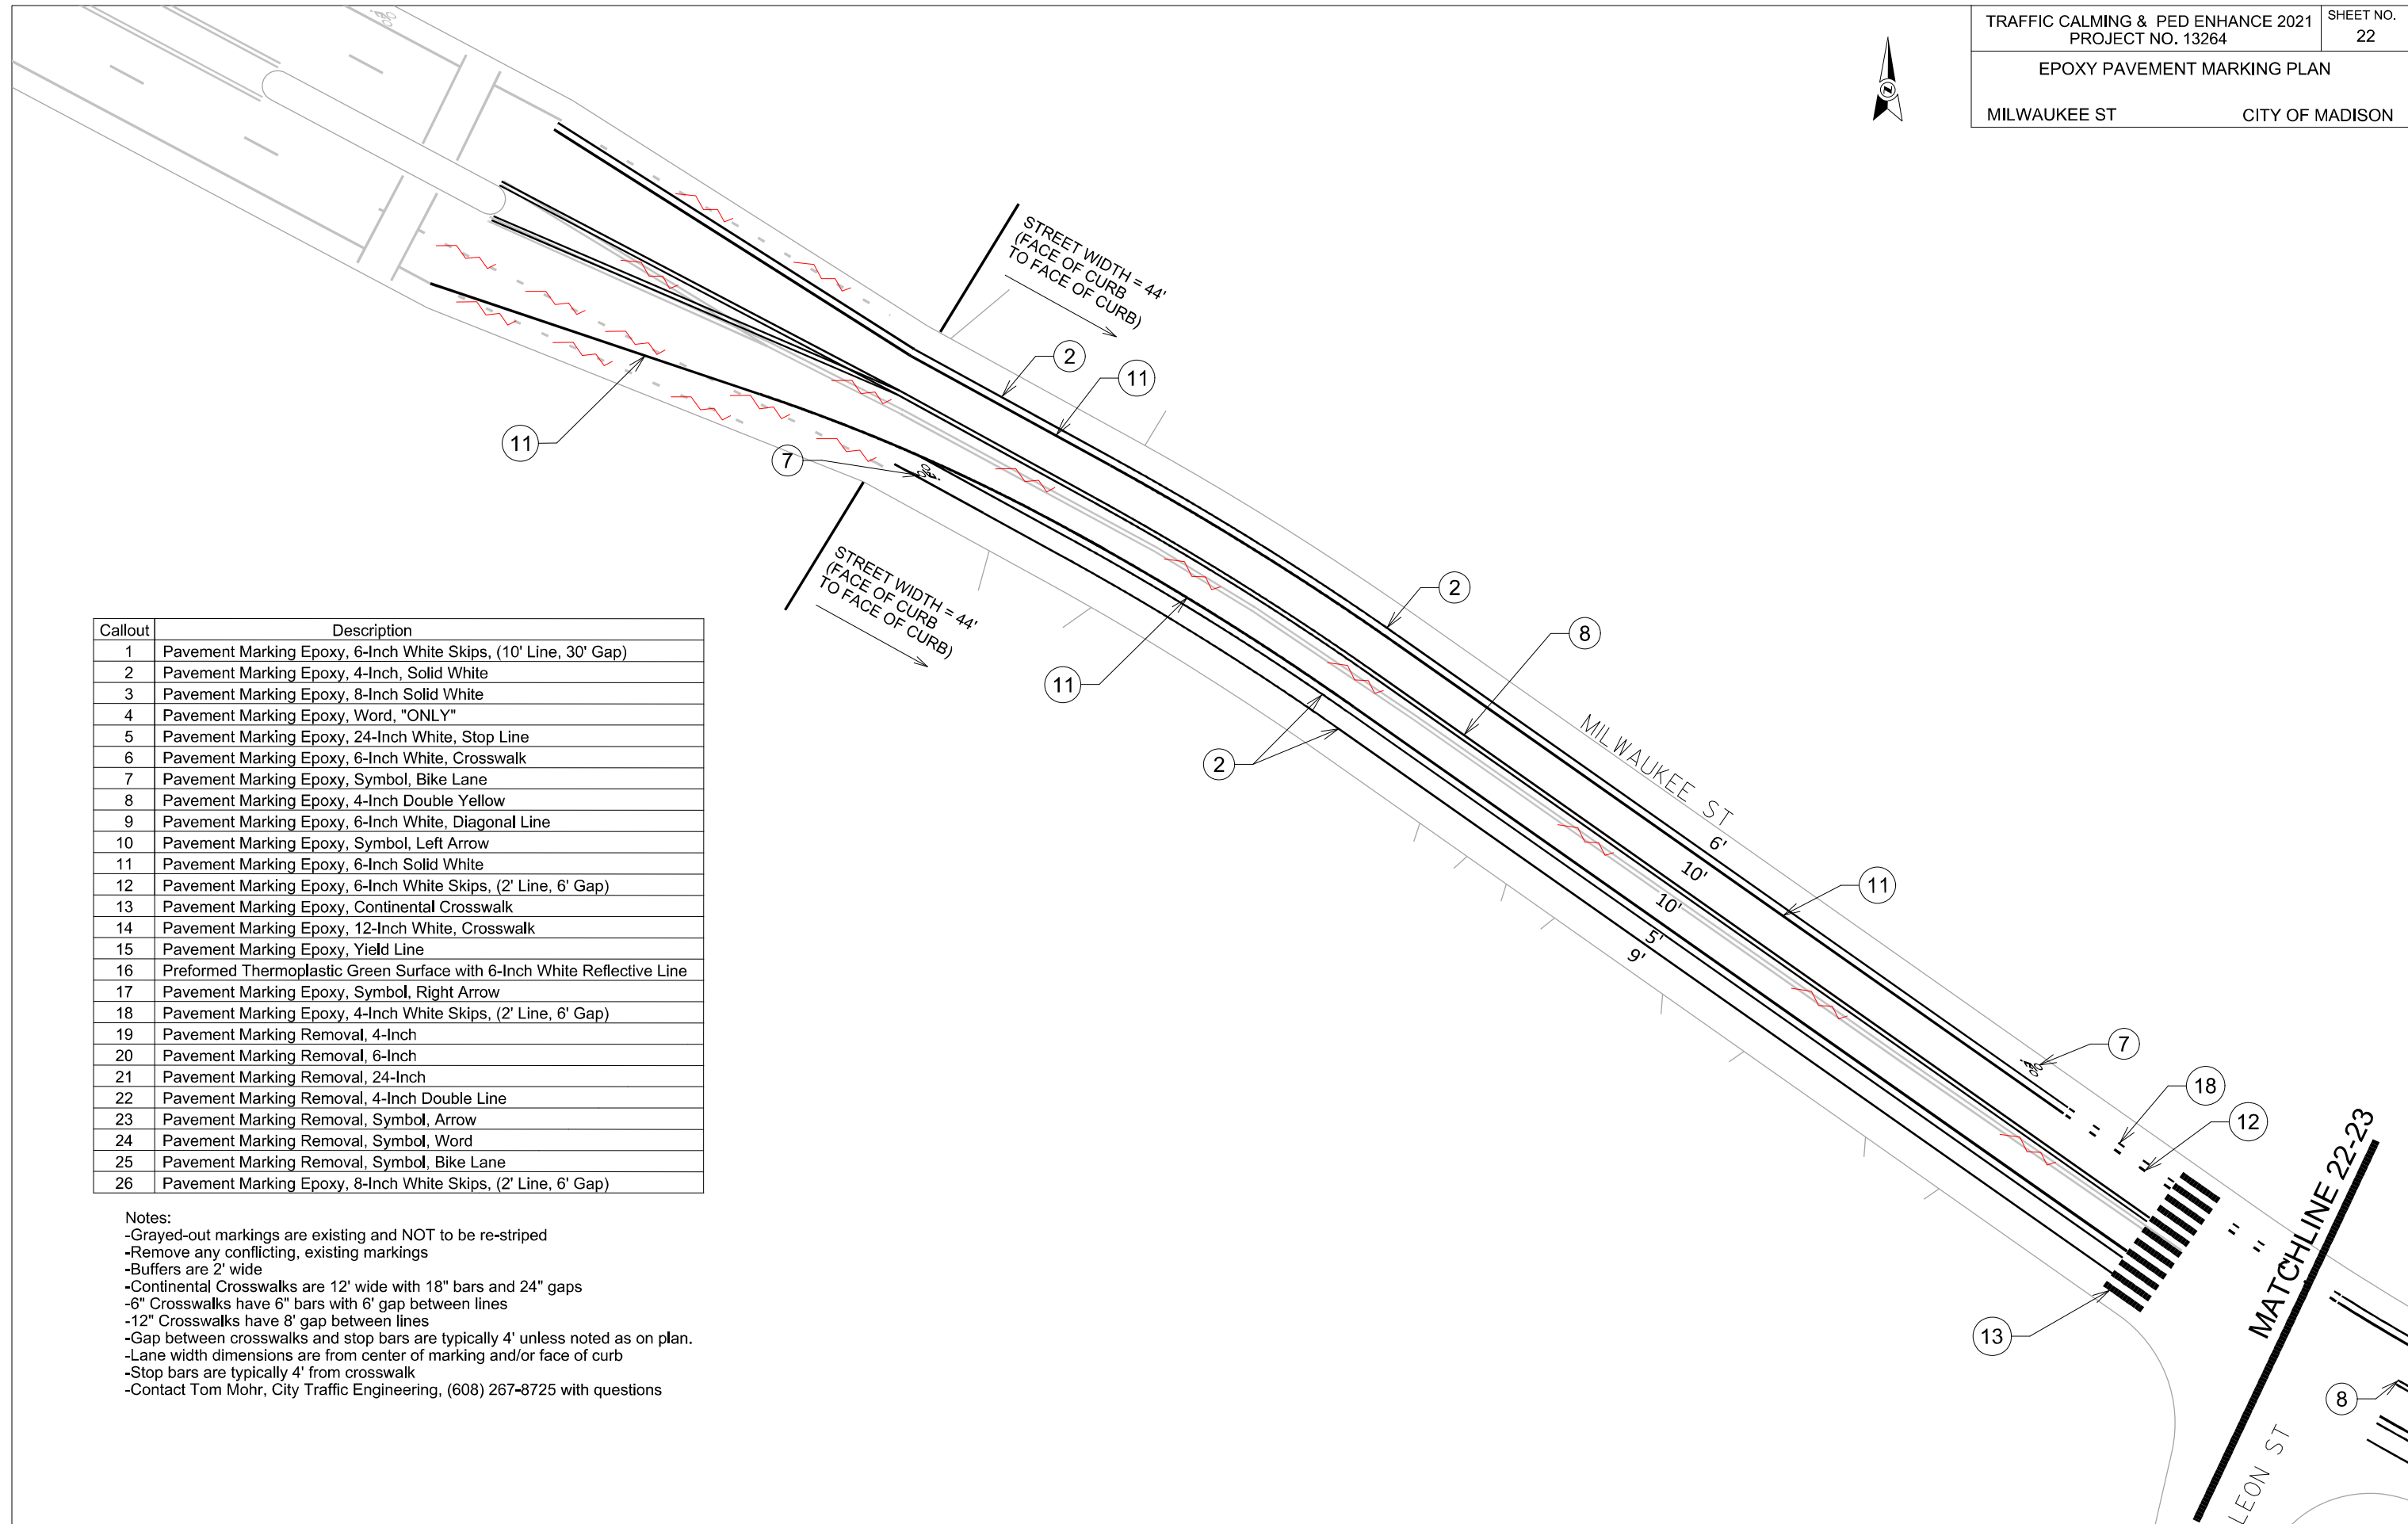 TRAFFIC CALMING & PED ENHANCE 2021
PROJECT NO. 13264
SHEET NO.
22
EPOXY PAVEMENT MARKING PLAN
MILWAUKEE ST CITY OF MADISON
STREET WIDTH = 44'
(FACE OF CURB
TO FACE OF CURB)
2
11
11
7
STREET WIDTH = 44'
(FACE OF CURB
TO FACE OF CURB)
2
8
11
2
MILWAUKEE ST
6'
10'
10'
5'
9'
11
7
18
12
MATCHLINE 22-23
13
8
LEON ST
Callout Description
1 Pavement Marking Epoxy, 6-Inch White Skips, (10' Line, 30' Gap)
2 Pavement Marking Epoxy, 4-Inch, Solid White
3 Pavement Marking Epoxy, 8-Inch Solid White
4 Pavement Marking Epoxy, Word, "ONLY"
5 Pavement Marking Epoxy, 24-Inch White, Stop Line
6 Pavement Marking Epoxy, 6-Inch White, Crosswalk
7 Pavement Marking Epoxy, Symbol, Bike Lane
8 Pavement Marking Epoxy, 4-Inch Double Yellow
9 Pavement Marking Epoxy, 6-Inch White, Diagonal Line
10 Pavement Marking Epoxy, Symbol, Left Arrow
11 Pavement Marking Epoxy, 6-Inch Solid White
12 Pavement Marking Epoxy, 6-Inch White Skips, (2' Line, 6' Gap)
13 Pavement Marking Epoxy, Continental Crosswalk
14 Pavement Marking Epoxy, 12-Inch White, Crosswalk
15 Pavement Marking Epoxy, Yield Line
16 Preformed Thermoplastic Green Surface with 6-Inch White Reflective Line
17 Pavement Marking Epoxy, Symbol, Right Arrow
18 Pavement Marking Epoxy, 4-Inch White Skips, (2' Line, 6' Gap)
19 Pavement Marking Removal, 4-Inch
20 Pavement Marking Removal, 6-Inch
21 Pavement Marking Removal, 24-Inch
22 Pavement Marking Removal, 4-Inch Double Line
23 Pavement Marking Removal, Symbol, Arrow
24 Pavement Marking Removal, Symbol, Word
25 Pavement Marking Removal, Symbol, Bike Lane
26 Pavement Marking Epoxy, 8-Inch White Skips, (2' Line, 6' Gap)
Notes:
-Grayed-out markings are existing and NOT to be re-striped
-Remove any conflicting, existing markings
-Buffers are 2' wide
-Continental Crosswalks are 12' wide with 18" bars and 24" gaps
-6" Crosswalks have 6" bars with 6' gap between lines
-12" Crosswalks have 8' gap between lines
-Gap between crosswalks and stop bars are typically 4' unless noted as on plan.
-Lane width dimensions are from center of marking and/or face of curb
-Stop bars are typically 4' from crosswalk
-Contact Tom Mohr, City Traffic Engineering, (608) 267-8725 with questions